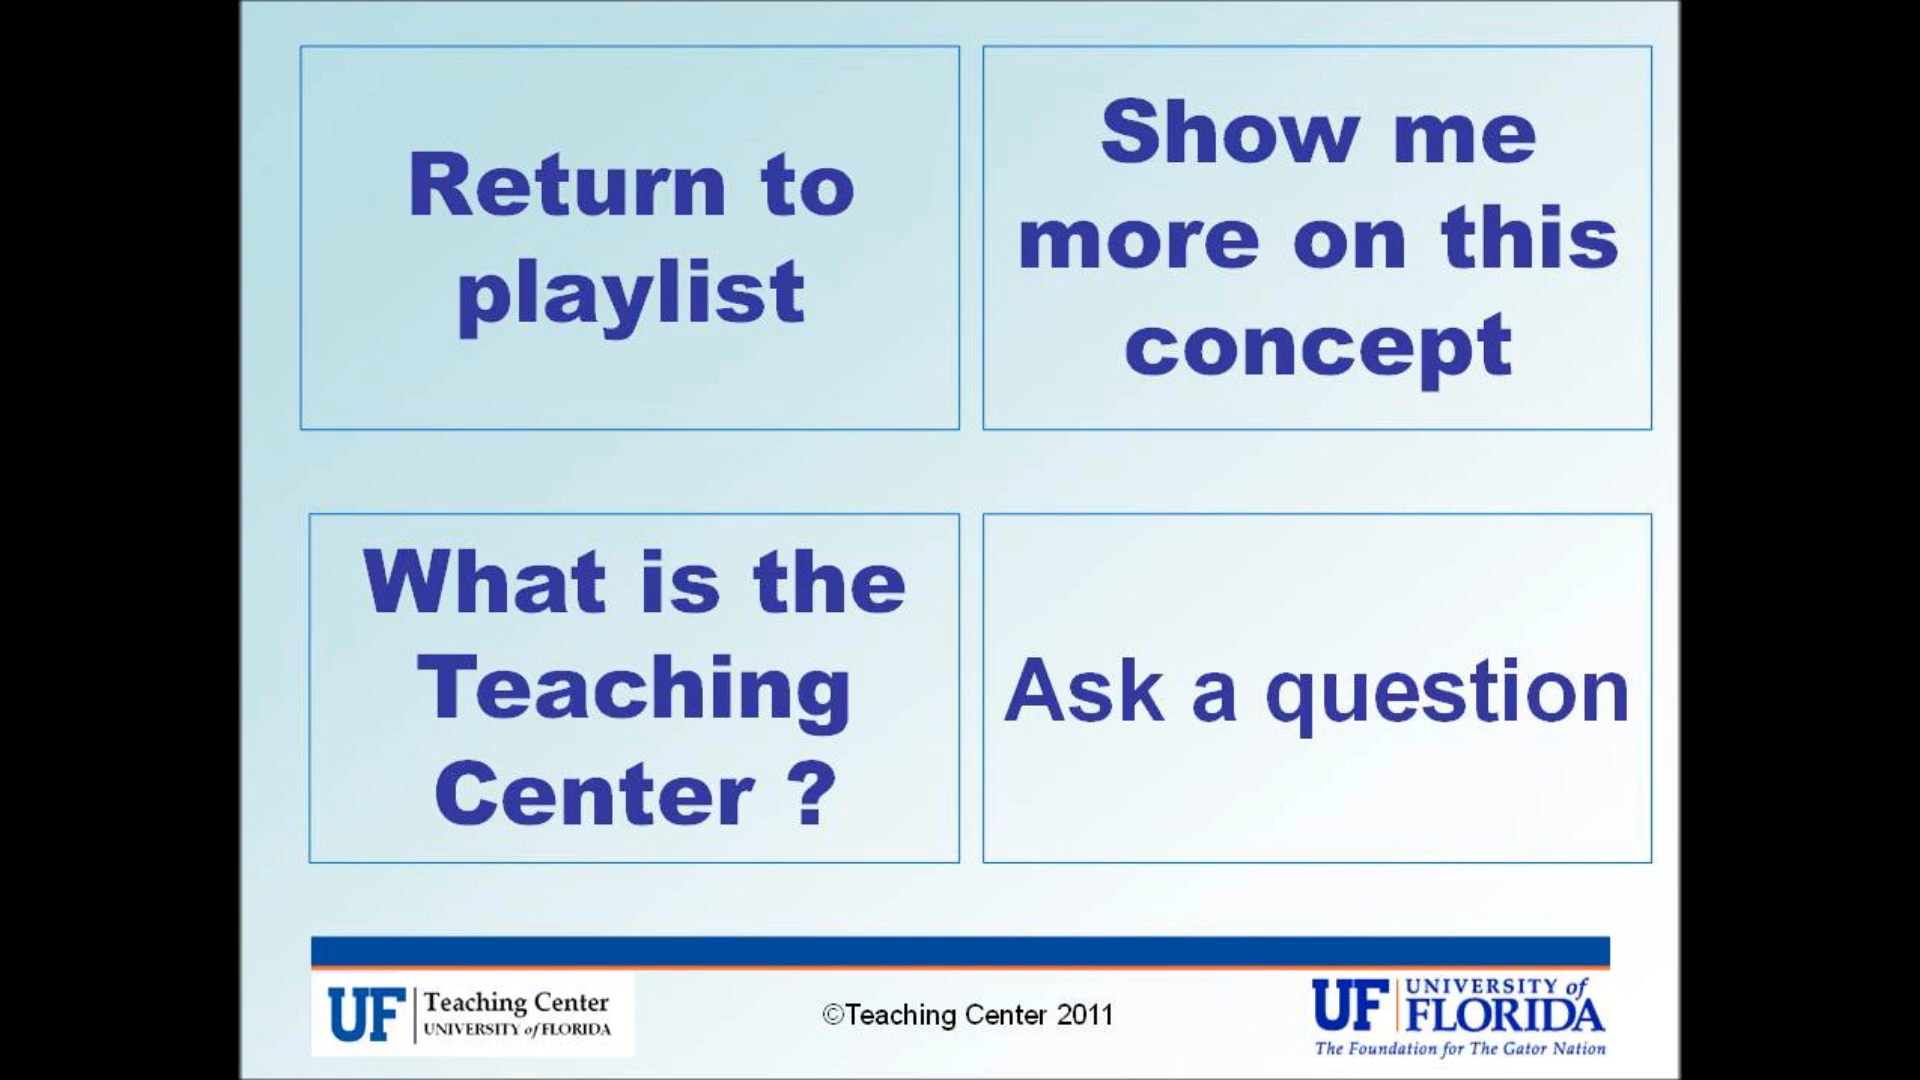 Return to
playlist
Show me
more on this
concept
What is the
Teaching
Center ?
Ask a question
UF Teaching Center
UNIVERSITY of FLORIDA
©Teaching Center 2011
UF UNIVERSITY of
FLORIDA
The Foundation for The Gator Nation